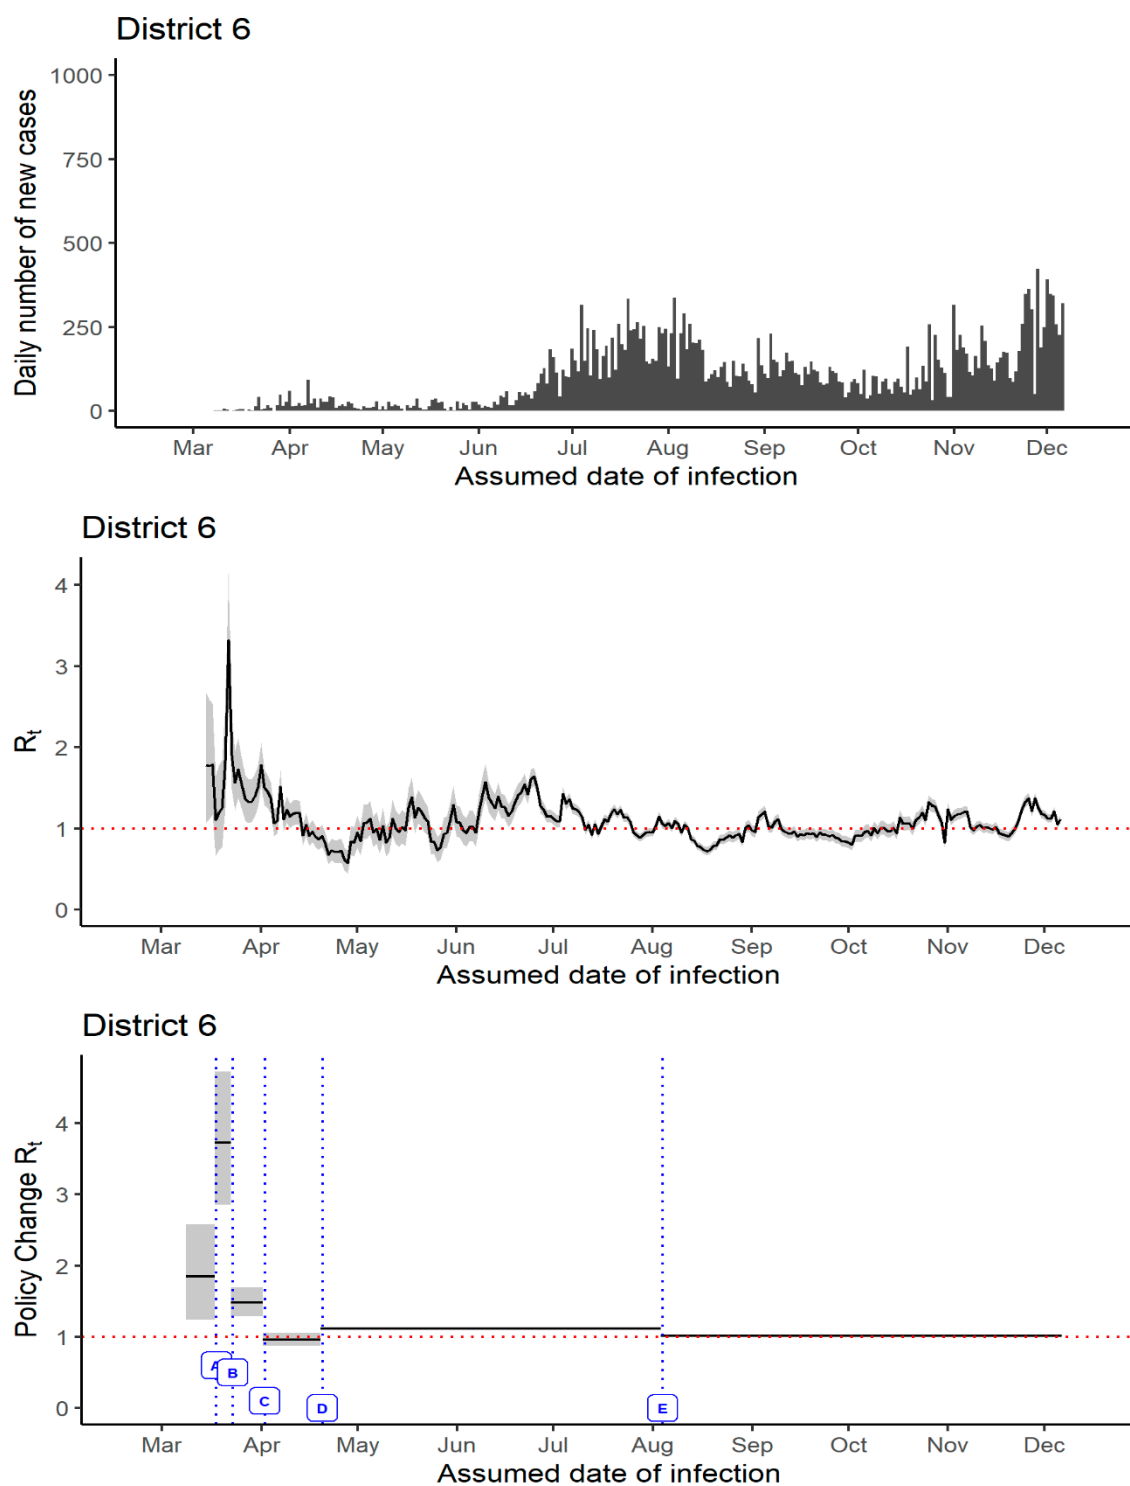 District 6
Daily number of new cases
1000
750
500
250
0
Mar Apr May Jun Jul Aug Sep Oct Nov Dec
Assumed date of infection
District 6
Rt
4
3
2
1
0
Mar Apr May Jun Jul Aug Sep Oct Nov Dec
Assumed date of infection
District 6
Policy Change Rt
4
3
2
1
0
A B C D E
Mar Apr May Jun Jul Aug Sep Oct Nov Dec
Assumed date of infection